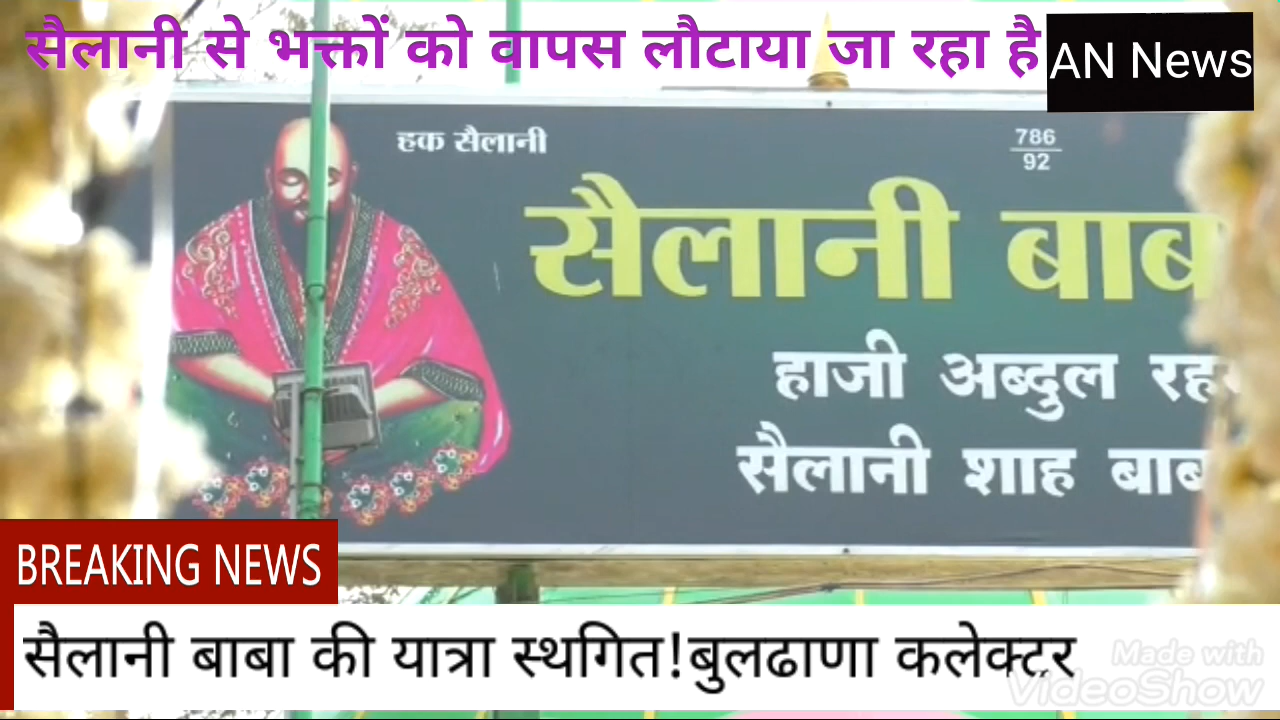 सैलानी से भक्तों को वापस लौटाया जा रहा है
AN News
हक सैलानी
786
92
सैलानी
हाजी अब्दुल
सैलानी शाह
BREAKING NEWS
सैलानी बाबा की यात्रा स्थगित!बुलढाणा कलेक्टर
Made with
VideoShow